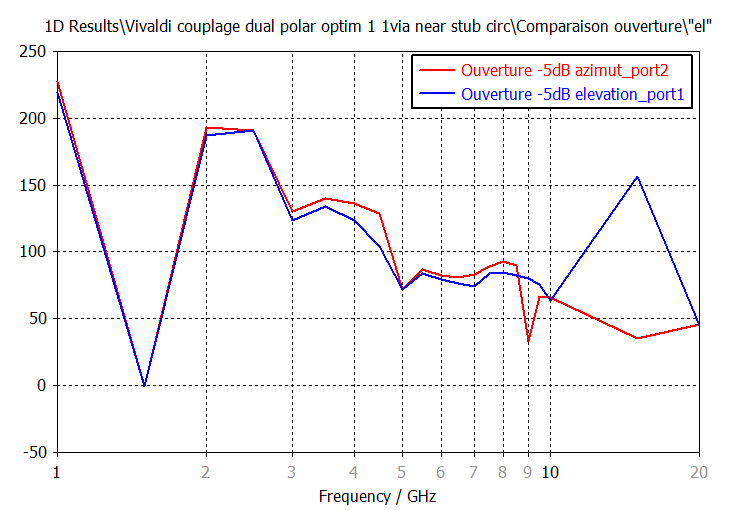 1D Results\Vivaldi couplage dual polar optim 1 1via near stub circ\Comparaison ouverture\"el"
Ouverture -5dB azimut_port2
Ouverture -5dB elevation_port1
250
200
150
100
50
0
-50
1 2 3 4 5 6 7 8 9 10 20
Frequency / GHz